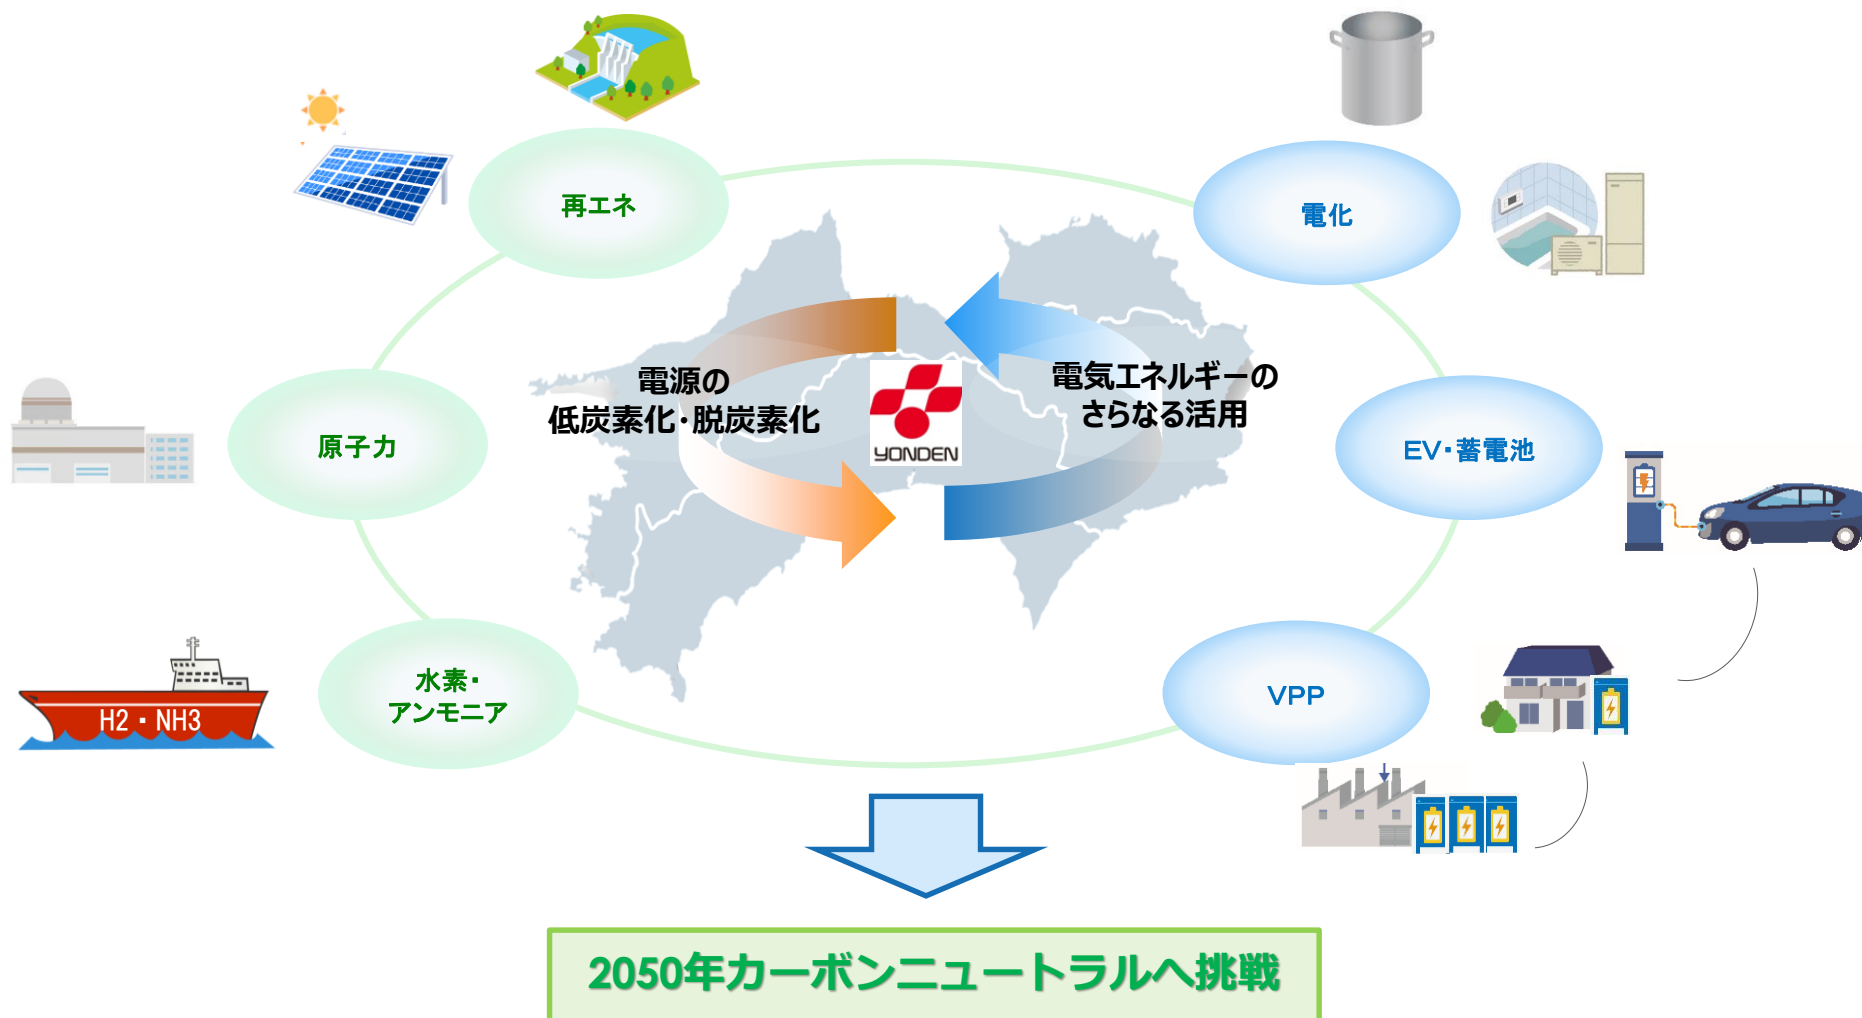 再エネ
電化
電源の
低炭素化・脱炭素化
YONDEN
電気エネルギーの
さらなる活用
原子力
EV・蓄電池
水素・
アンモニア
H2・NH3
VPP
2050年カーボンニュートラルへ挑戦